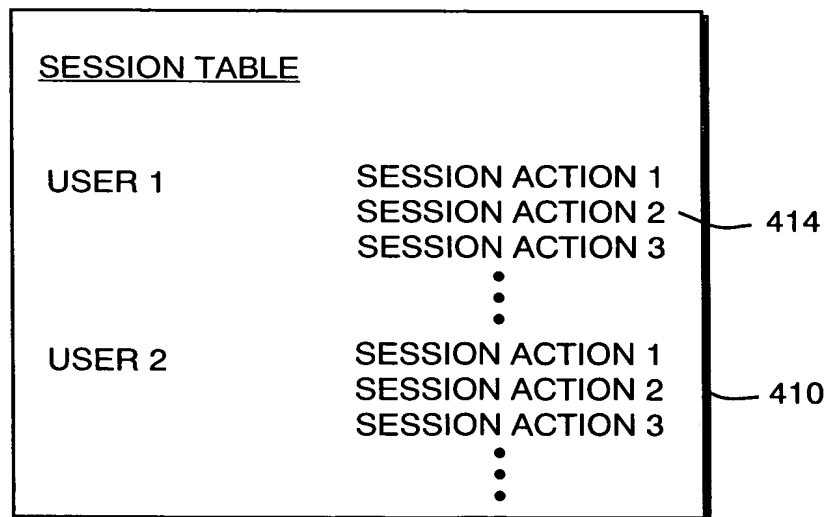 SESSION TABLE
USER 1 SESSION ACTION 1
SESSION ACTION 2 414
SESSION ACTION 3
USER 2 SESSION ACTION 1
SESSION ACTION 2 410
SESSION ACTION 3